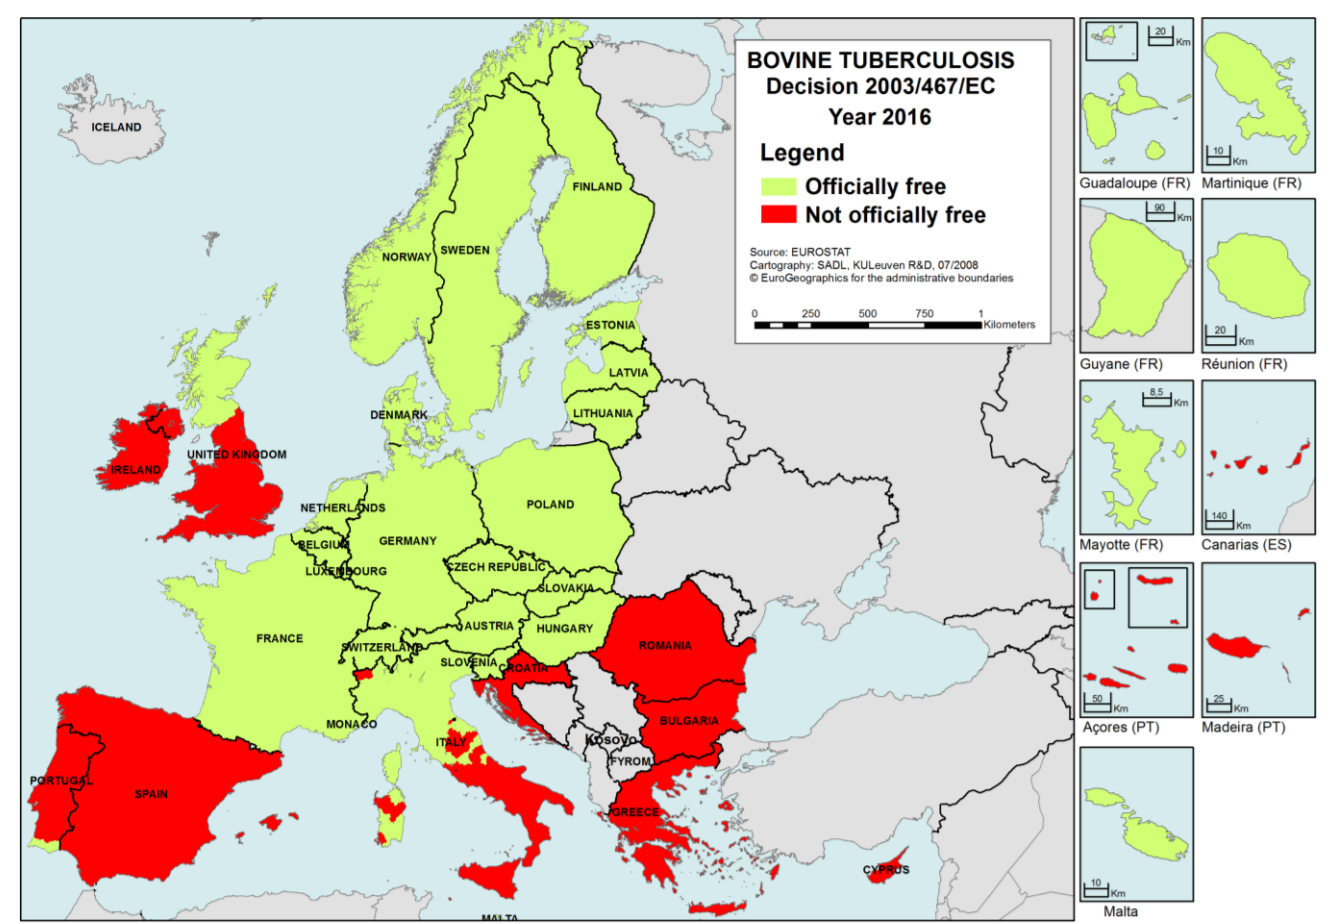 BOVINE TUBERCULOSIS
Decision 2003/467/EC
Year 2016
Legend
Officially free
Not officially free
Source: EUROSTAT
Cartography: SADL, KULeuven R&D, 07/2008
© EuroGeographics for the administrative boundaries
0 250 500 750 1
Kilometers
ICELAND
FINLAND
NORWAY
SWEDEN
ESTONIA
LATVIA
DENMARK
LITHUANIA
UNITED KINGDOM
IRELAND
NETHERLANDS
POLAND
BELGIUM
GERMANY
LUXEMBOURG
CZECH REPUBLIC
SLOVAKIA
FRANCE
AUSTRIA
HUNGARY
SWITZERLAND
ROMANIA
SLOVENIA
CROATIA
MONACO
BULGARIA
ITALY
Kosovo
FYROM
PORTUGAL
SPAIN
GREECE
CYPRUS
MALTA
20
Km
Guadaloupe (FR)
10
Km
Martinique (FR)
90
Km
Guyane (FR)
20
Km
Réunion (FR)
8,5
Km
Mayotte (FR)
140
Km
Canarias (ES)
50
Km
Açores (PT)
25
Km
Madeira (PT)
10
Km
Malta